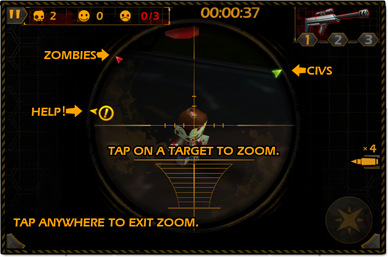 2 0 0/3 00:00:37
1 2 3
ZOMBIES
CIVS
HELP!
TAP ON A TARGET TO ZOOM.
× 4
TAP ANYWHERE TO EXIT ZOOM.